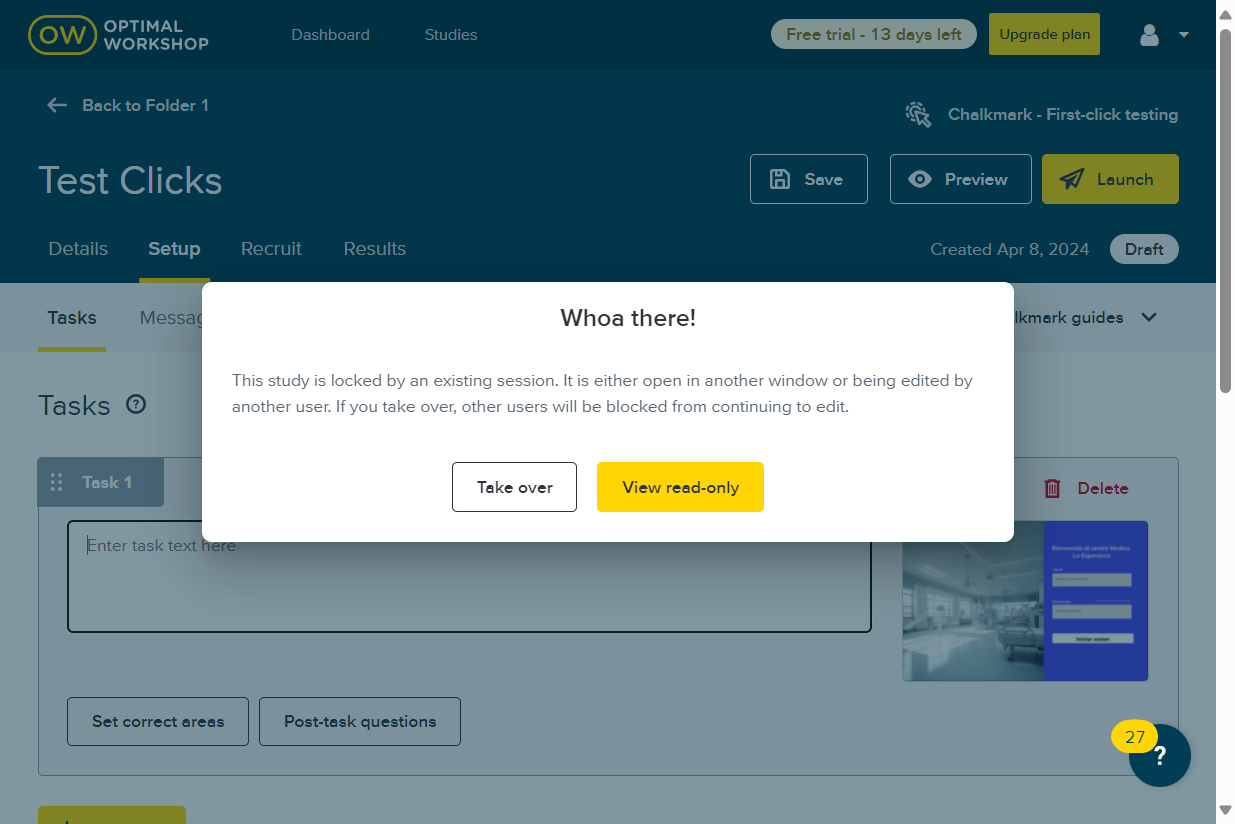 OW OPTIMAL WORKSHOP
Dashboard
Studies
Free trial - 13 days left
Upgrade plan
Back to Folder 1
Chalkmark - First-click testing
Test Clicks
Save
Preview
Launch
Details
Setup
Recruit
Results
Created Apr 8, 2024
Draft
Tasks
Messag
lkmark guides
Whoa there!
This study is locked by an existing session. It is either open in another window or being edited by
another user. If you take over, other users will be blocked from continuing to edit.
Take over
View read-only
Tasks
Task 1
Delete
Enter task text here
Bienvenido al centro Medico
La Esperanza
Iniciar sesion
Set correct areas
Post-task questions
27
?